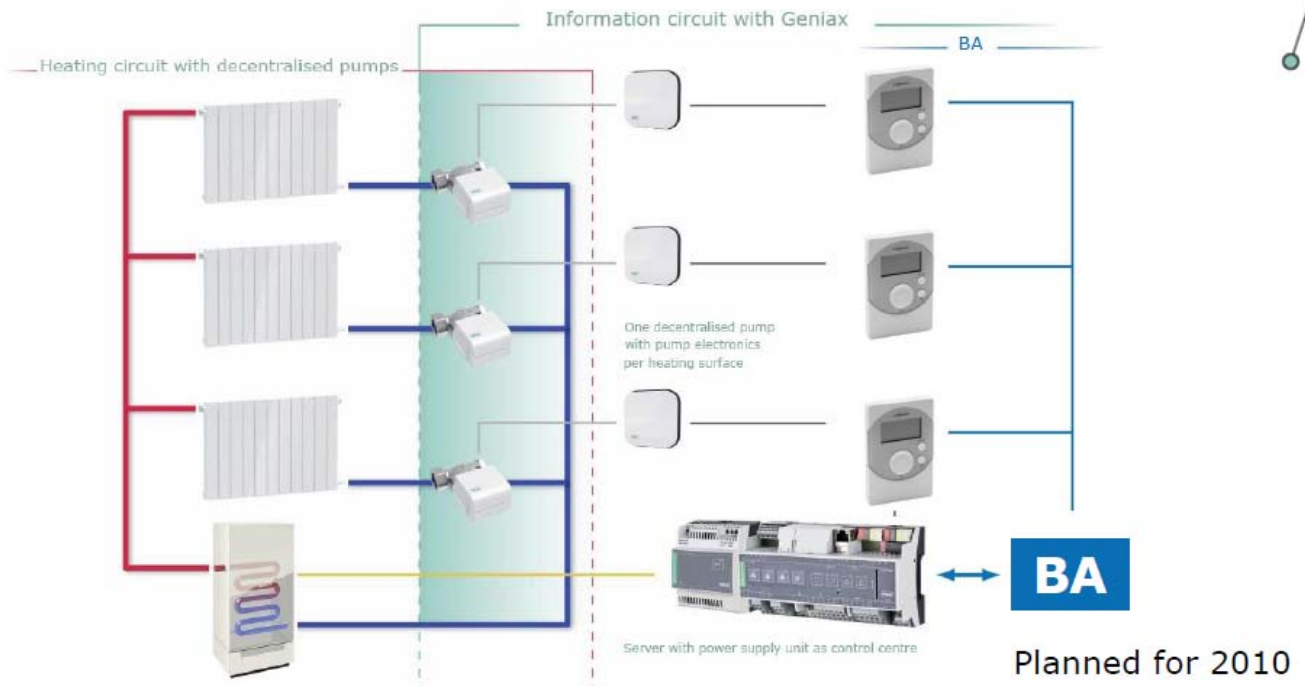 Information circuit with Geniax
BA
Heating circuit with decentralised pumps
One decentralised pump
with pump electronics
per heating surface
BA
Server with power supply unit as control centre
Planned for 2010